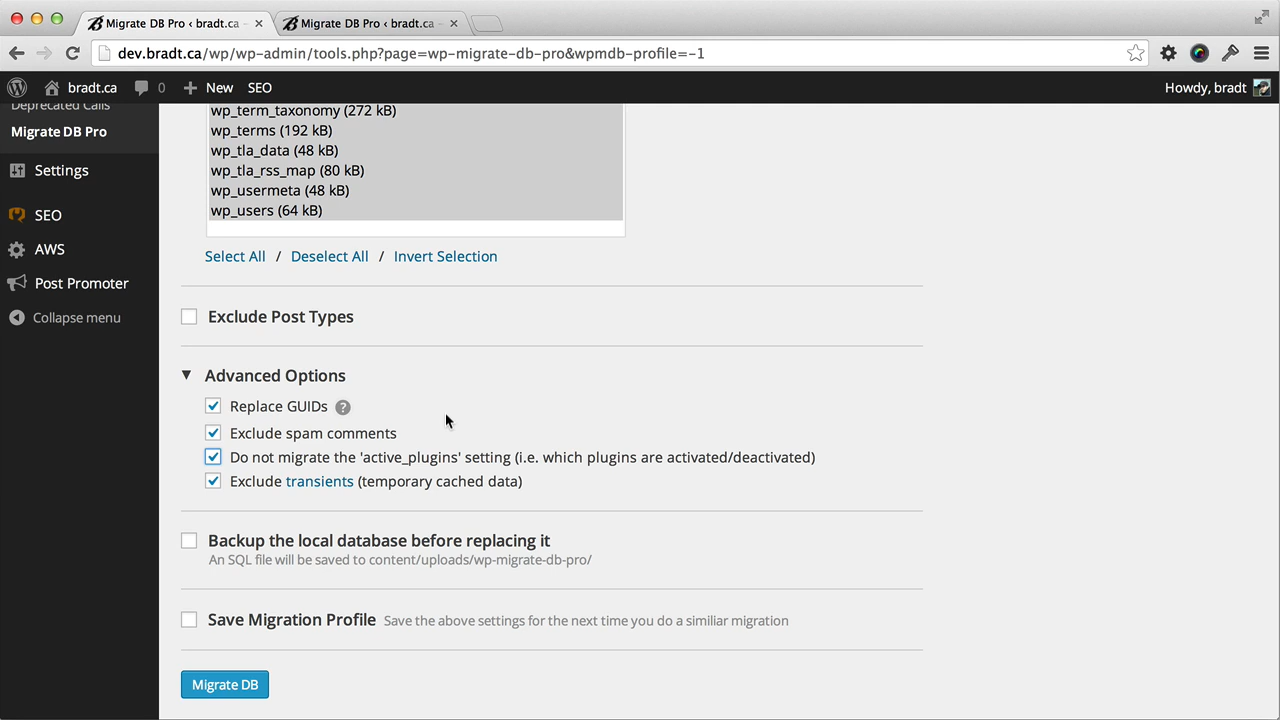 Migrate DB Pro ‹ bradt.ca –
Migrate DB Pro ‹ bradt.ca –
dev.bradt.ca/wp/wp-admin/tools.php?page=wp-migrate-db-pro&wpmdb-profile=-1
bradt.ca 0 New SEO Howdy, bradt
Deprecated Calls
Migrate DB Pro
Settings
SEO
AWS
Post Promoter
Collapse menu
wp_term_taxonomy (272 kB)
wp_terms (192 kB)
wp_tla_data (48 kB)
wp_tla_rss_map (80 kB)
wp_usermeta (48 kB)
wp_users (64 kB)
Select All / Deselect All / Invert Selection
Exclude Post Types
Advanced Options
Replace GUIDs ?
Exclude spam comments
Do not migrate the 'active_plugins' setting (i.e. which plugins are activated/deactivated)
Exclude transients (temporary cached data)
Backup the local database before replacing it
An SQL file will be saved to content/uploads/wp-migrate-db-pro/
Save Migration Profile Save the above settings for the next time you do a similiar migration
Migrate DB